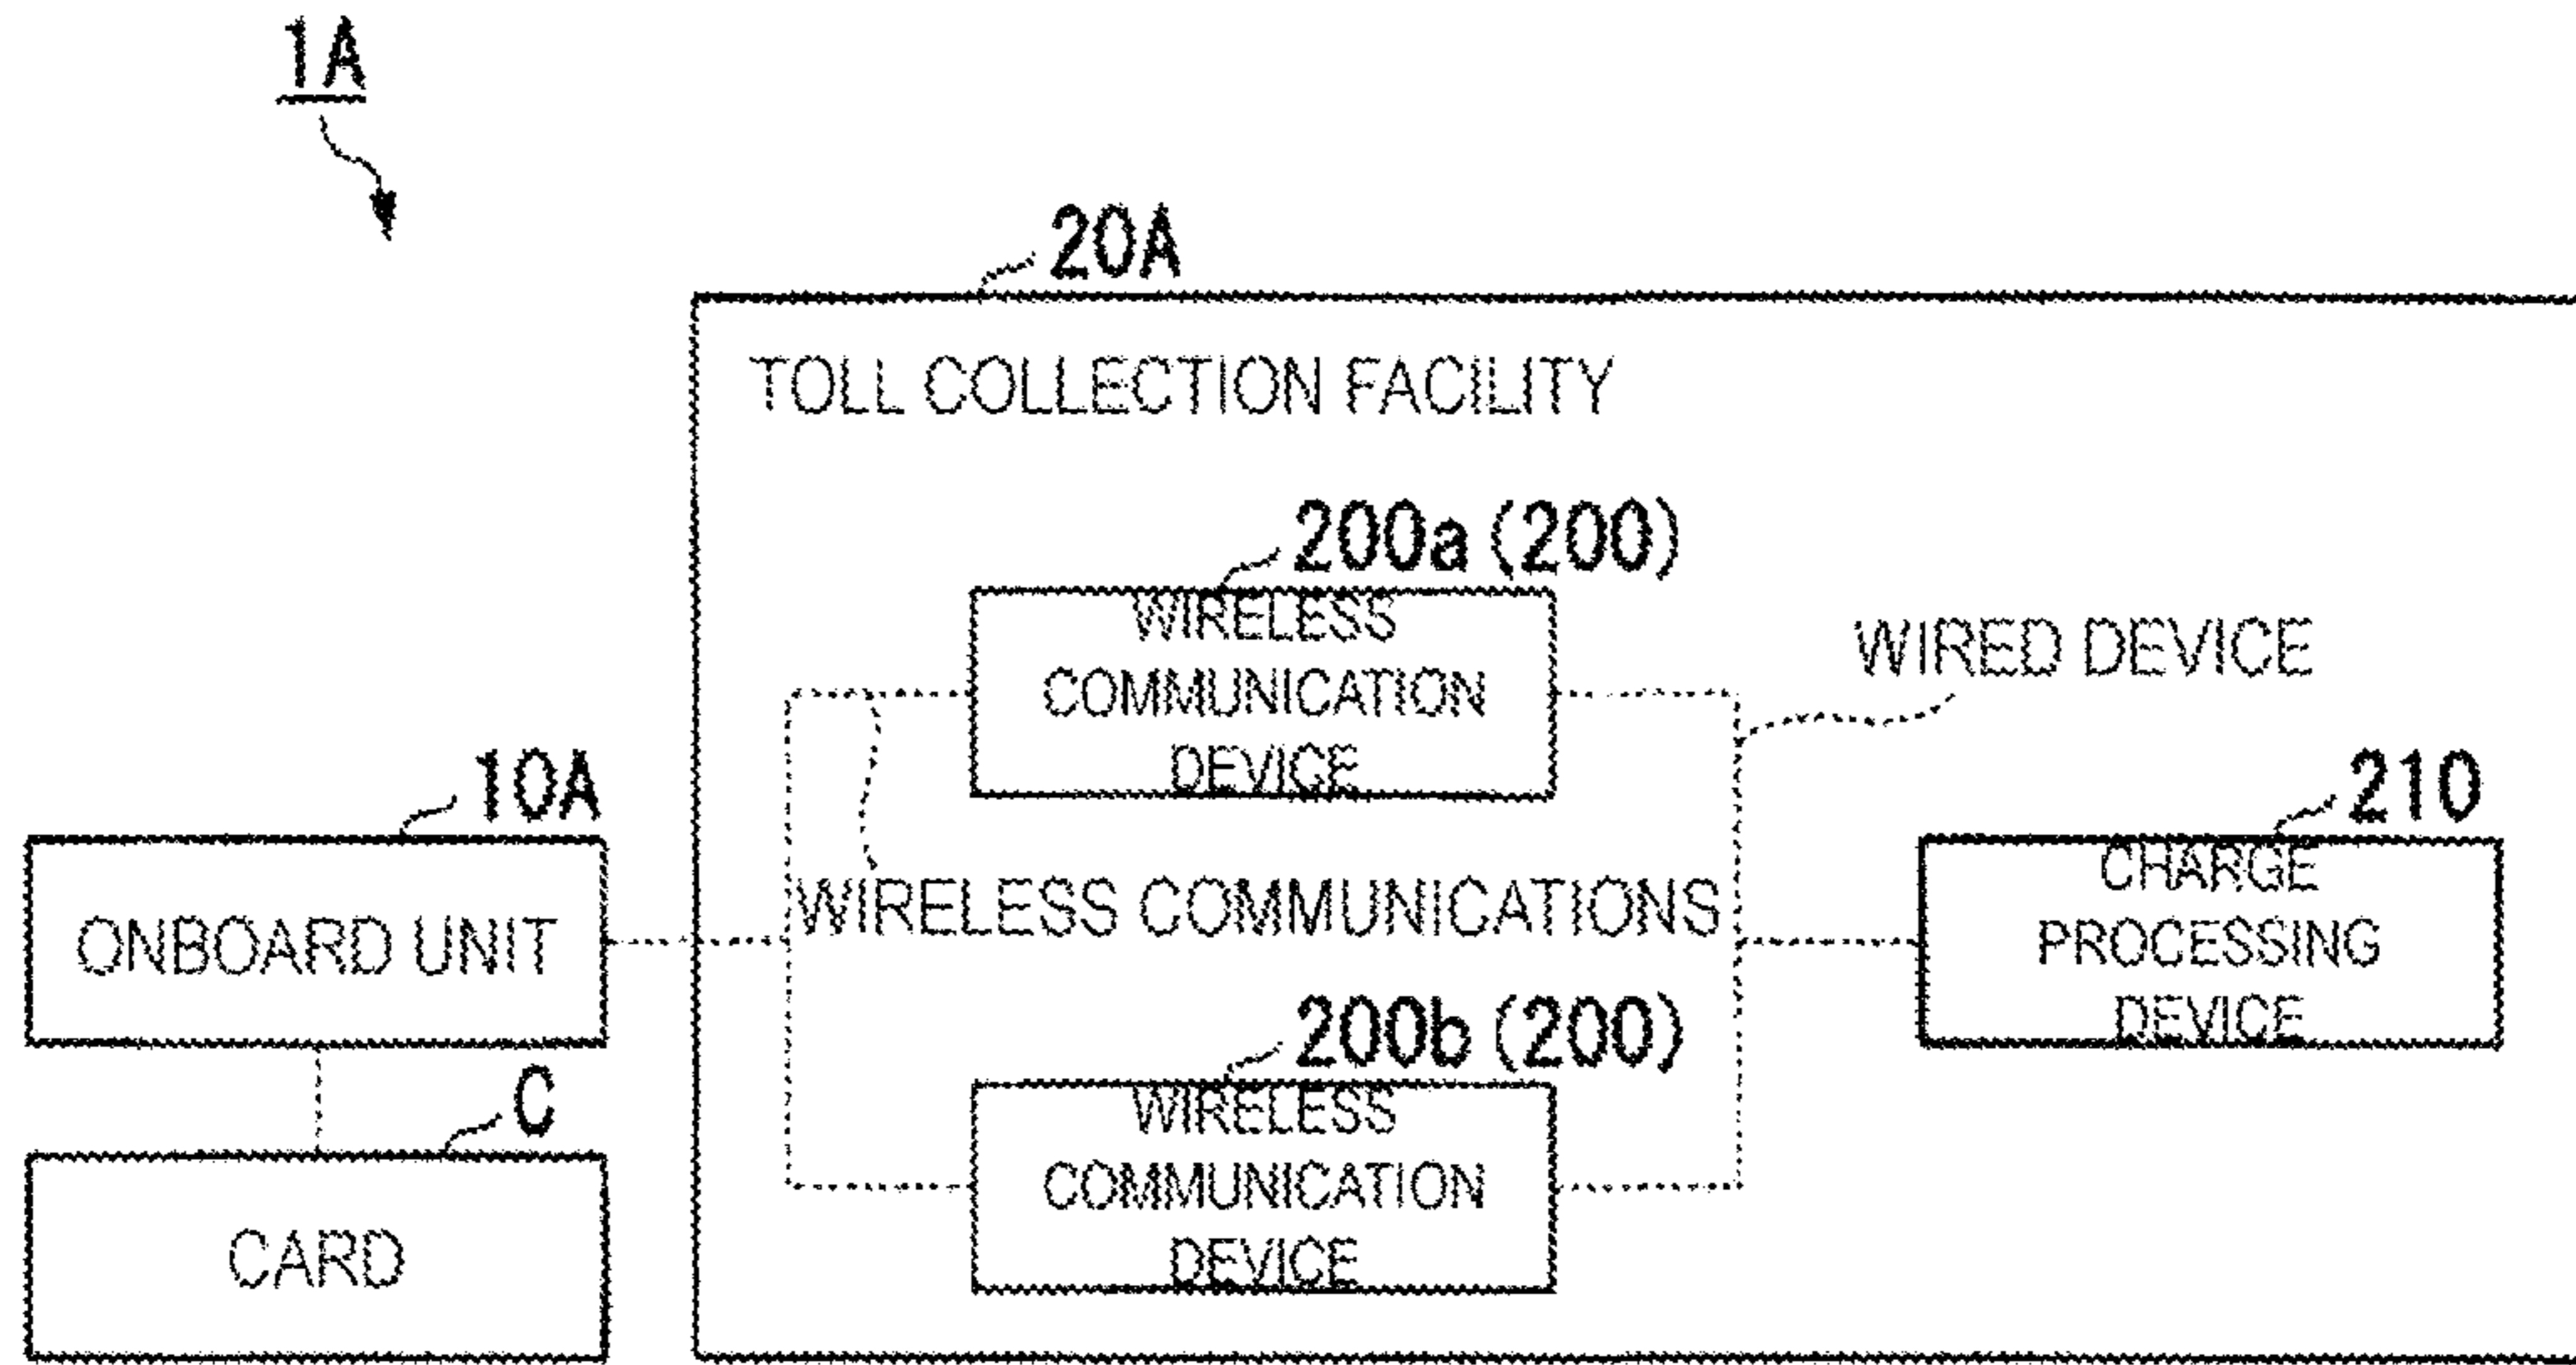 1A
20A
TOLL COLLECTION FACILITY
200a (200)
WIRELESS
COMMUNICATION
DEVICE
WIRED DEVICE
10A
ONBOARD UNIT
WIRELESS COMMUNICATIONS
210
CHARGE
PROCESSING
DEVICE
200b (200)
WIRELESS
COMMUNICATION
DEVICE
C
CARD